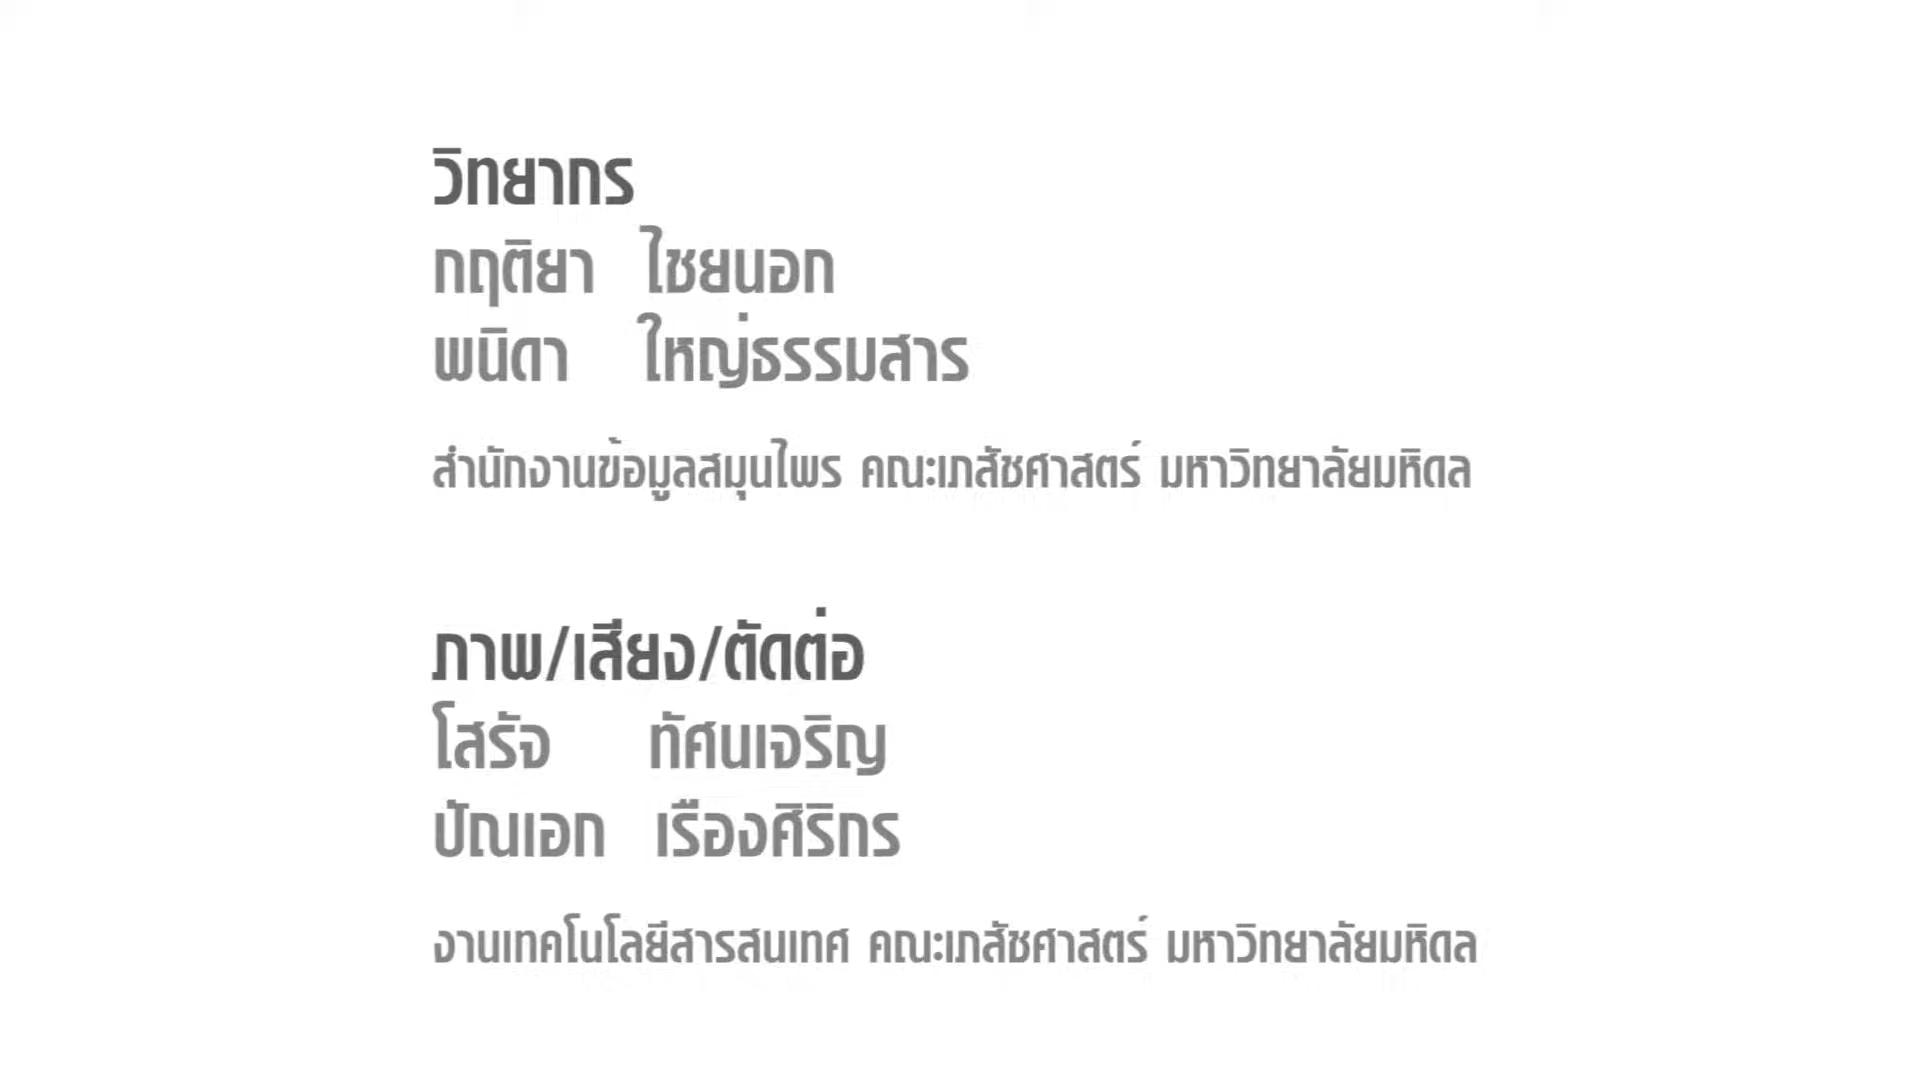 วิทยากร
กฤติยา ไชยนอก
พนิดา ใหญ่ธรรมสาร
สำนักงานข้อมูลสมุนไพร คณะเภสัชศาสตร์ มหาวิทยาลัยมหิดล
ภาพ/เสียง/ตัดต่อ
โสรัจ ทัศนเจริญ
ปัณเอก เรืองศิริกร
งานเทคโนโลยีสารสนเทศ คณะเภสัชศาสตร์ มหาวิทยาลัยมหิดล